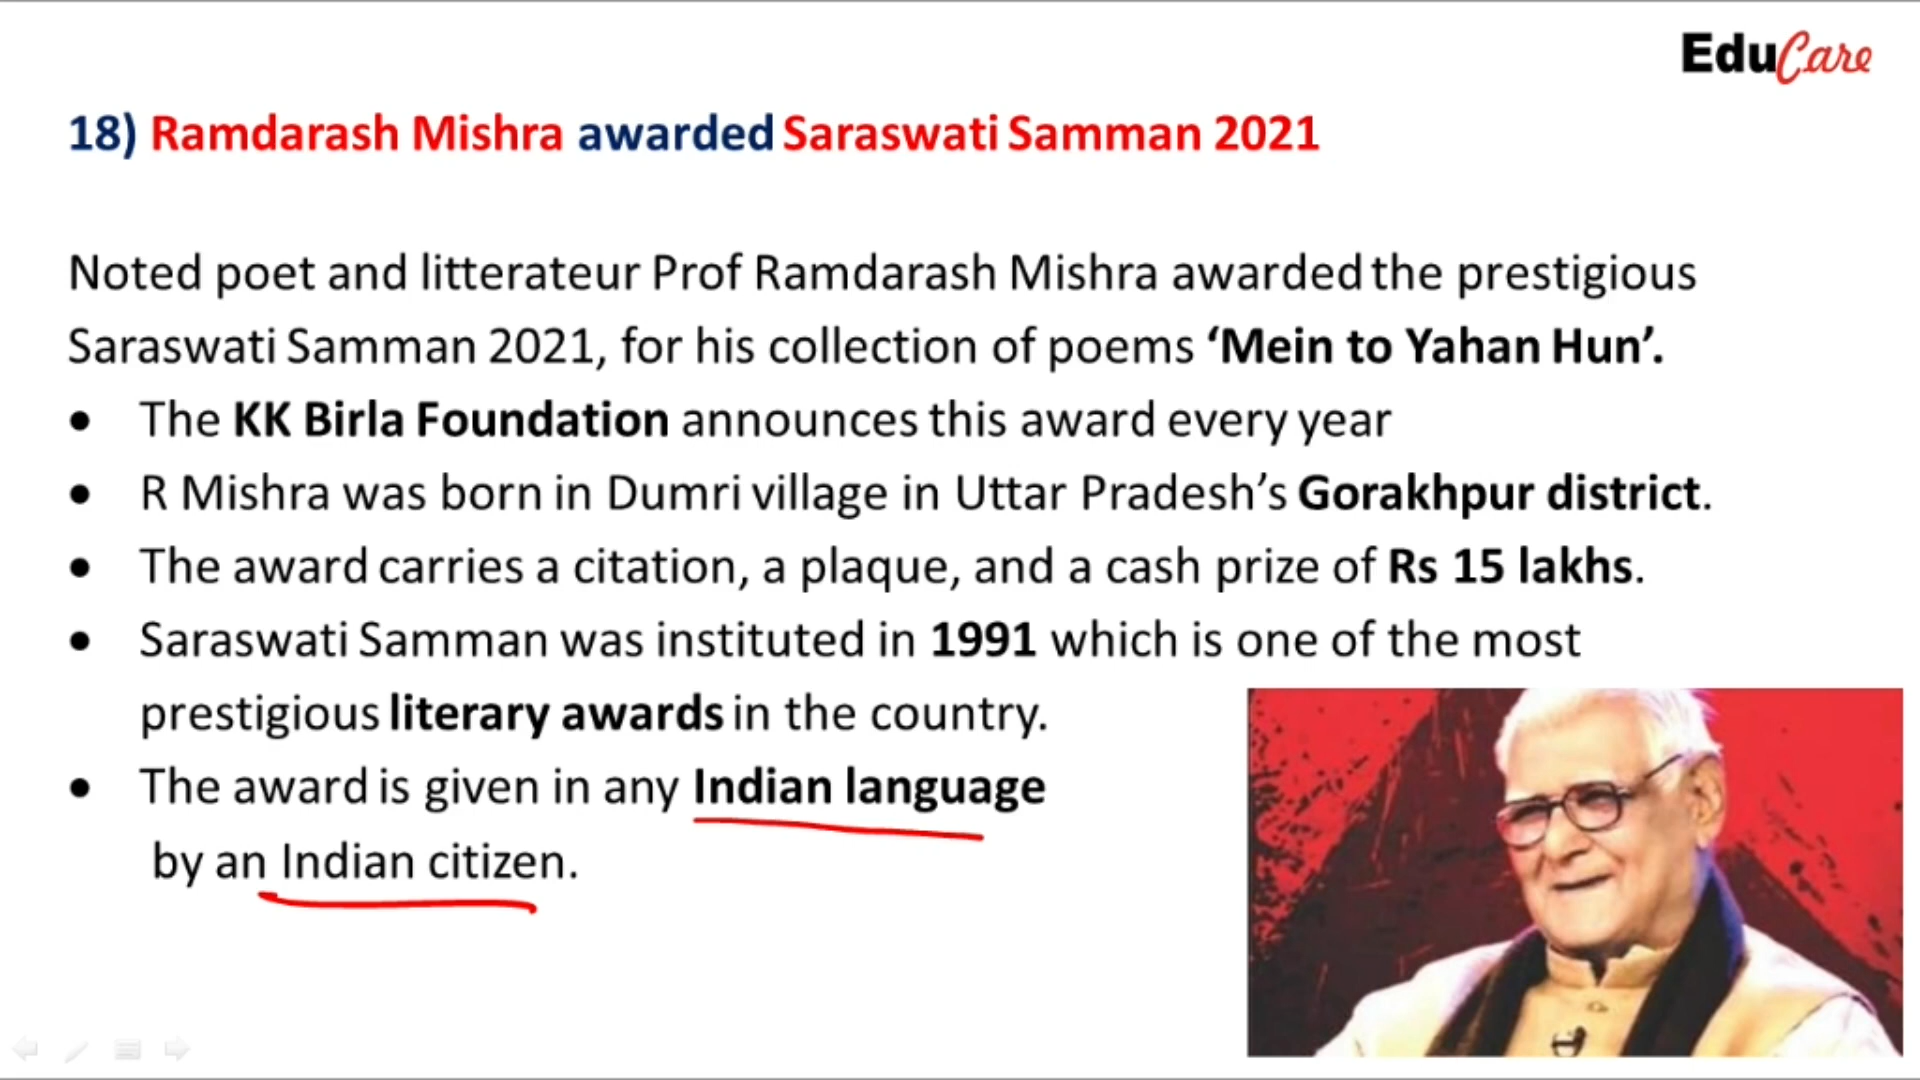 EduCare
18) Ramdarash Mishra awarded Saraswati Samman 2021
Noted poet and litterateur Prof Ramdarash Mishra awarded the prestigious
Saraswati Samman 2021, for his collection of poems ‘Mein to Yahan Hun’.
• The KK Birla Foundation announces this award every year
• R Mishra was born in Dumri village in Uttar Pradesh’s Gorakhpur district.
• The award carries a citation, a plaque, and a cash prize of Rs 15 lakhs.
• Saraswati Samman was instituted in 1991 which is one of the most
prestigious literary awards in the country.
• The award is given in any Indian language
by an Indian citizen.